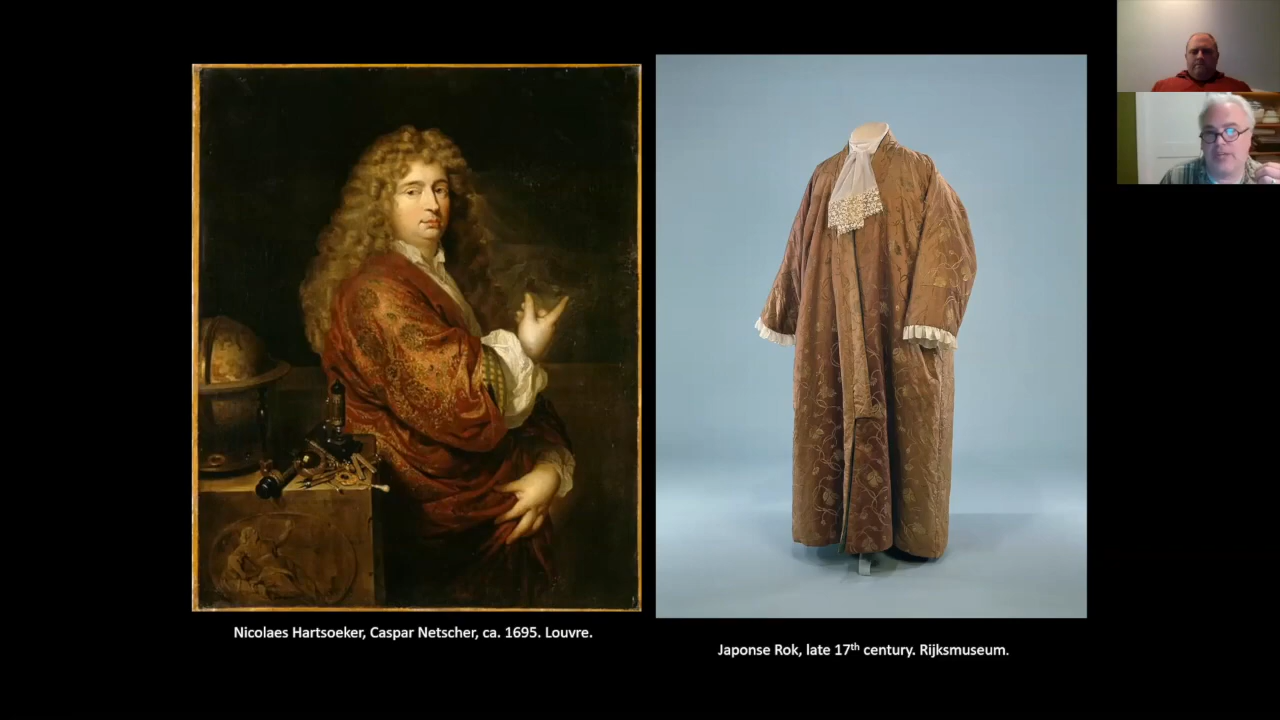 Nicolaes Hartsoeker, Caspar Netscher, ca. 1695. Louvre.
Japonse Rok, late 17th century. Rijksmuseum.